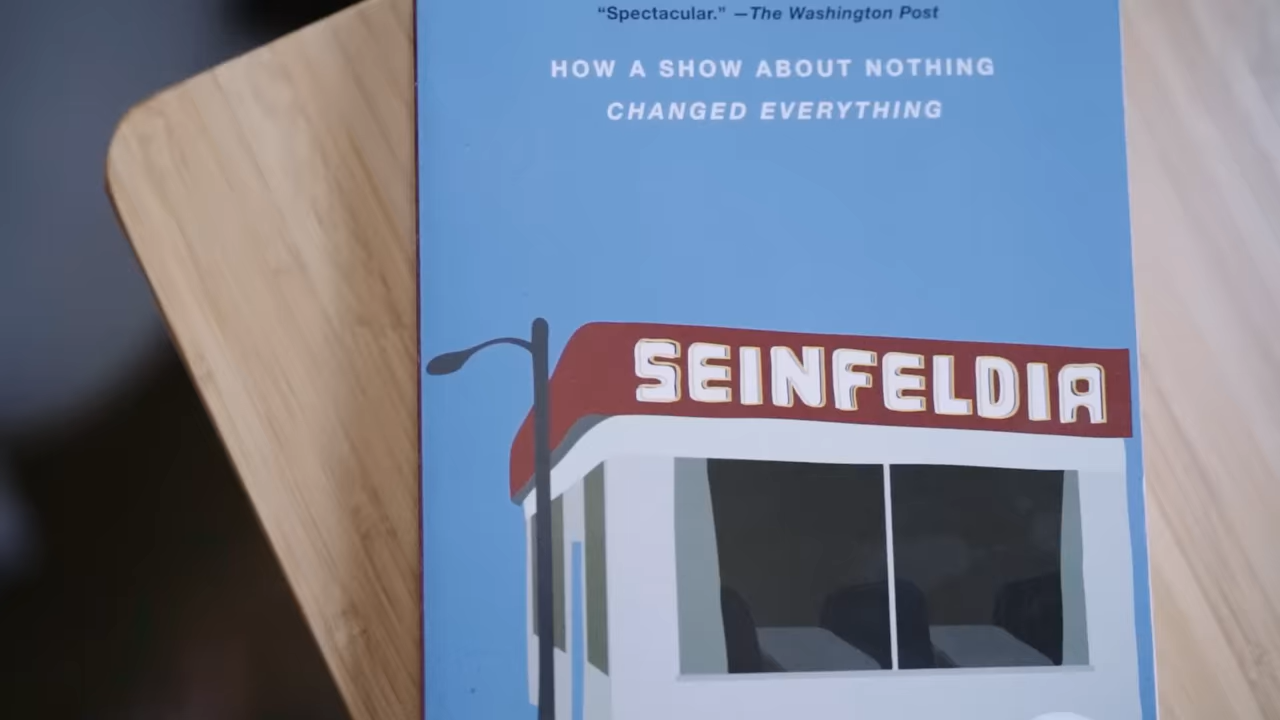 “Spectacular.” —The Washington Post
HOW A SHOW ABOUT NOTHING
CHANGED EVERYTHING
SEINFELDIA